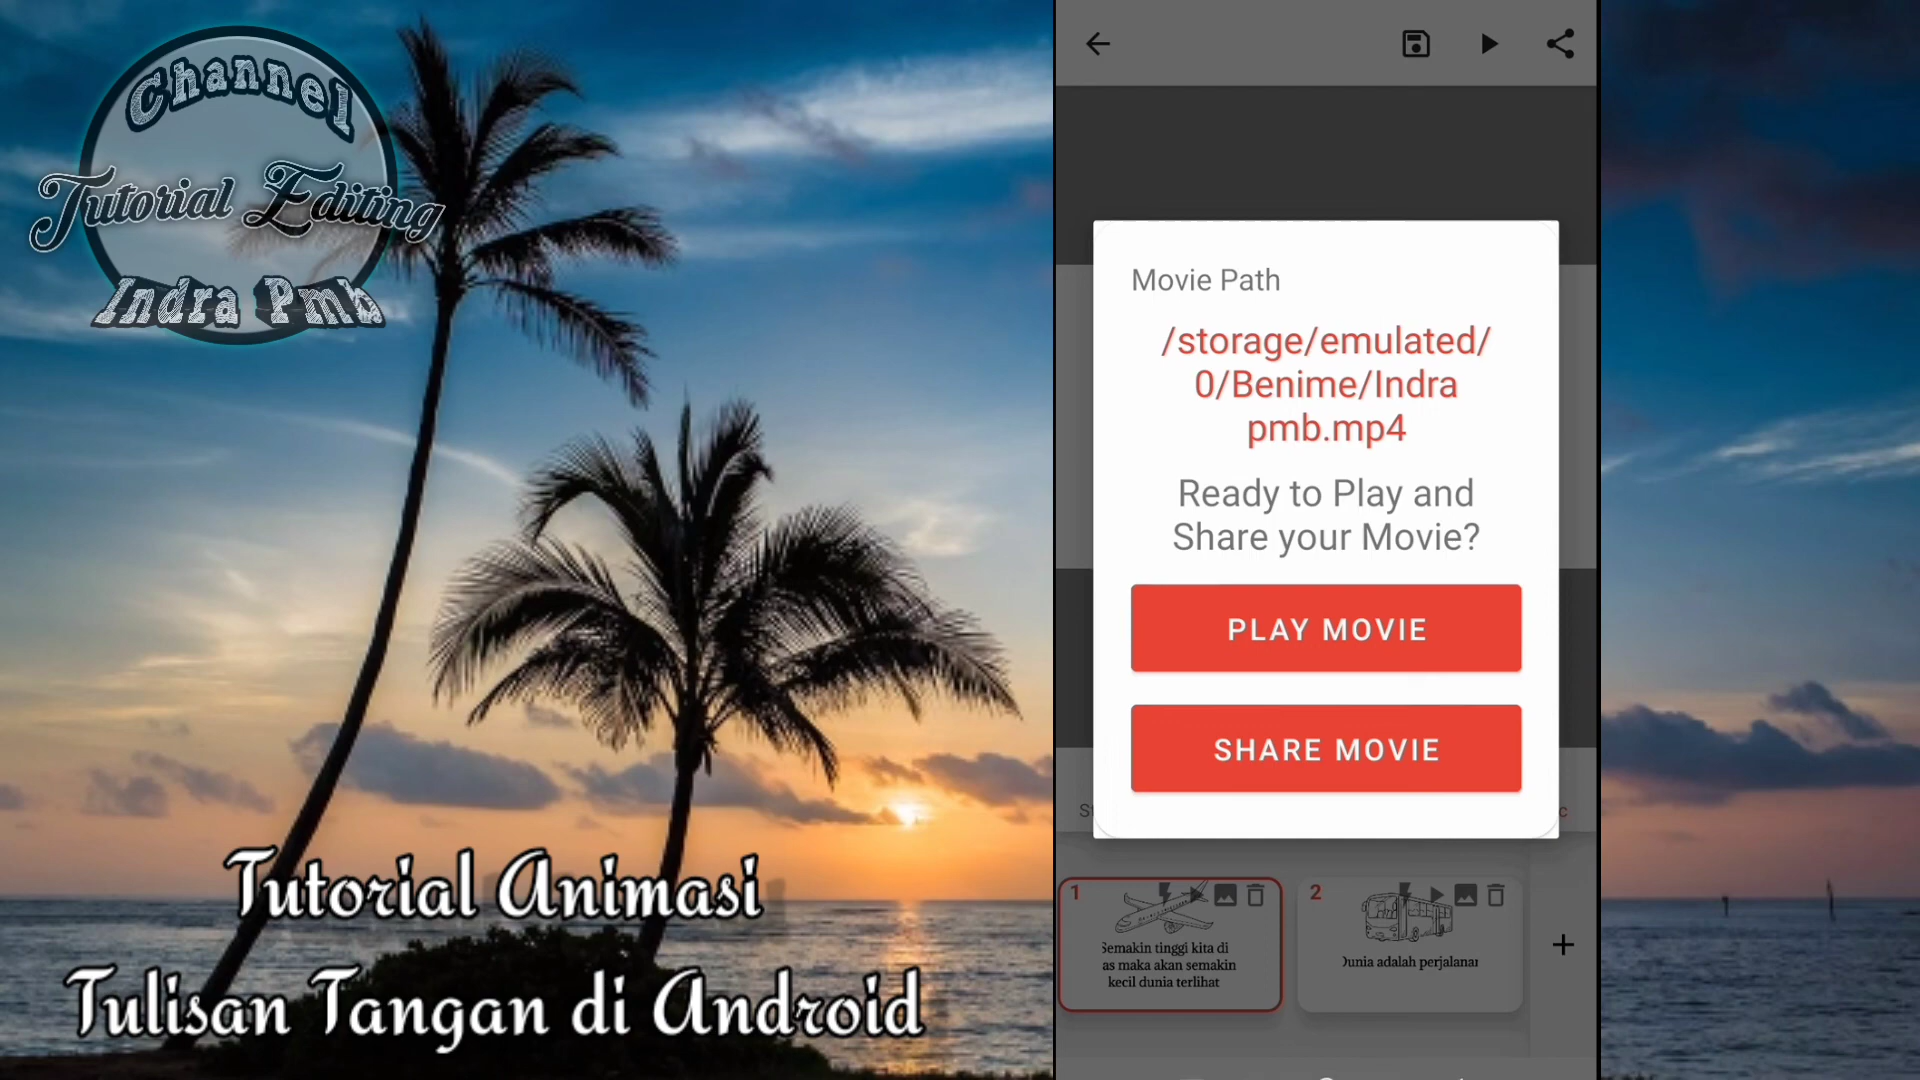 Channel
Tutorial Editing
Indra Pmb
Tutorial Animasi
Tulisan Tangan di Android
Movie Path
/storage/emulated/
0/Benime/Indra
pmb.mp4
Ready to Play and
Share your Movie?
PLAY MOVIE
SHARE MOVIE
1
Semakin tinggi kita di
as maka akan semakin
kecil dunia terlihat
2
Dunia adalah perjalanan